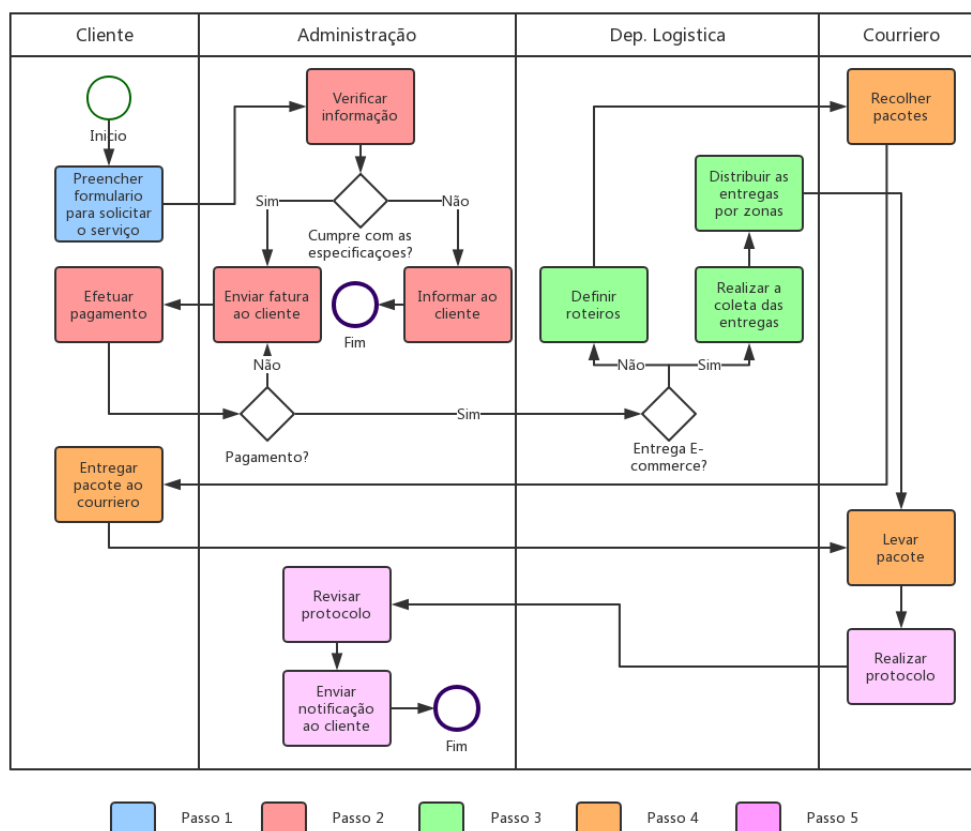 Cliente
Administração
Dep. Logistica
Courriero
Inicio
Preencher
formulario
para solicitar
o serviço
Verificar
informação
Sim
Não
Cumpre com as
especificaçoes?
Recolher
pacotes
Distribuir as
entregas
por zonas
Efetuar
pagamento
Enviar fatura
ao cliente
Fim
Informar ao
cliente
Definir
roteiros
Realizar a
coleta das
entregas
Não
Pagamento?
Sim
Não
Sim
Entrega E-
commerce?
Entregar
pacote ao
courriero
Levar
pacote
Revisar
protocolo
Realizar
protocolo
Enviar
notificação
ao cliente
Fim
Passo 1
Passo 2
Passo 3
Passo 4
Passo 5